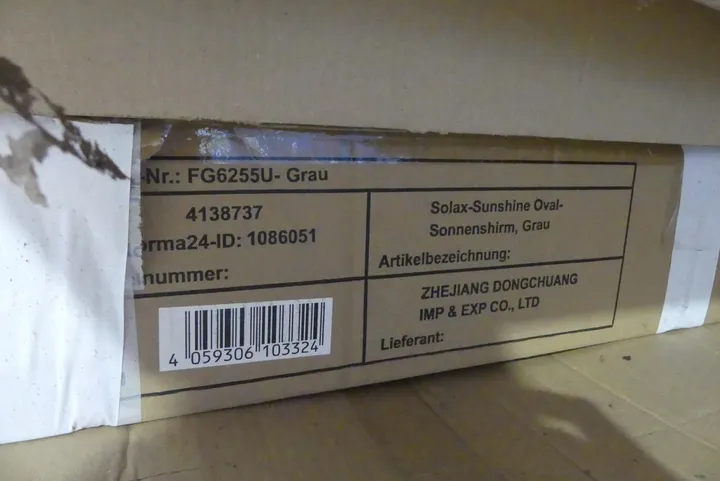 -Nr.: FG6255U- Grau
4138737
orma24-ID: 1086051
nummer:
4 059306 103324
Solax-Sunshine Oval-
Sonnenshirm, Grau
Artikelbezeichnung:
ZHEJIANG DONGCHUANG
IMP & EXP CO., LTD
Lieferant: